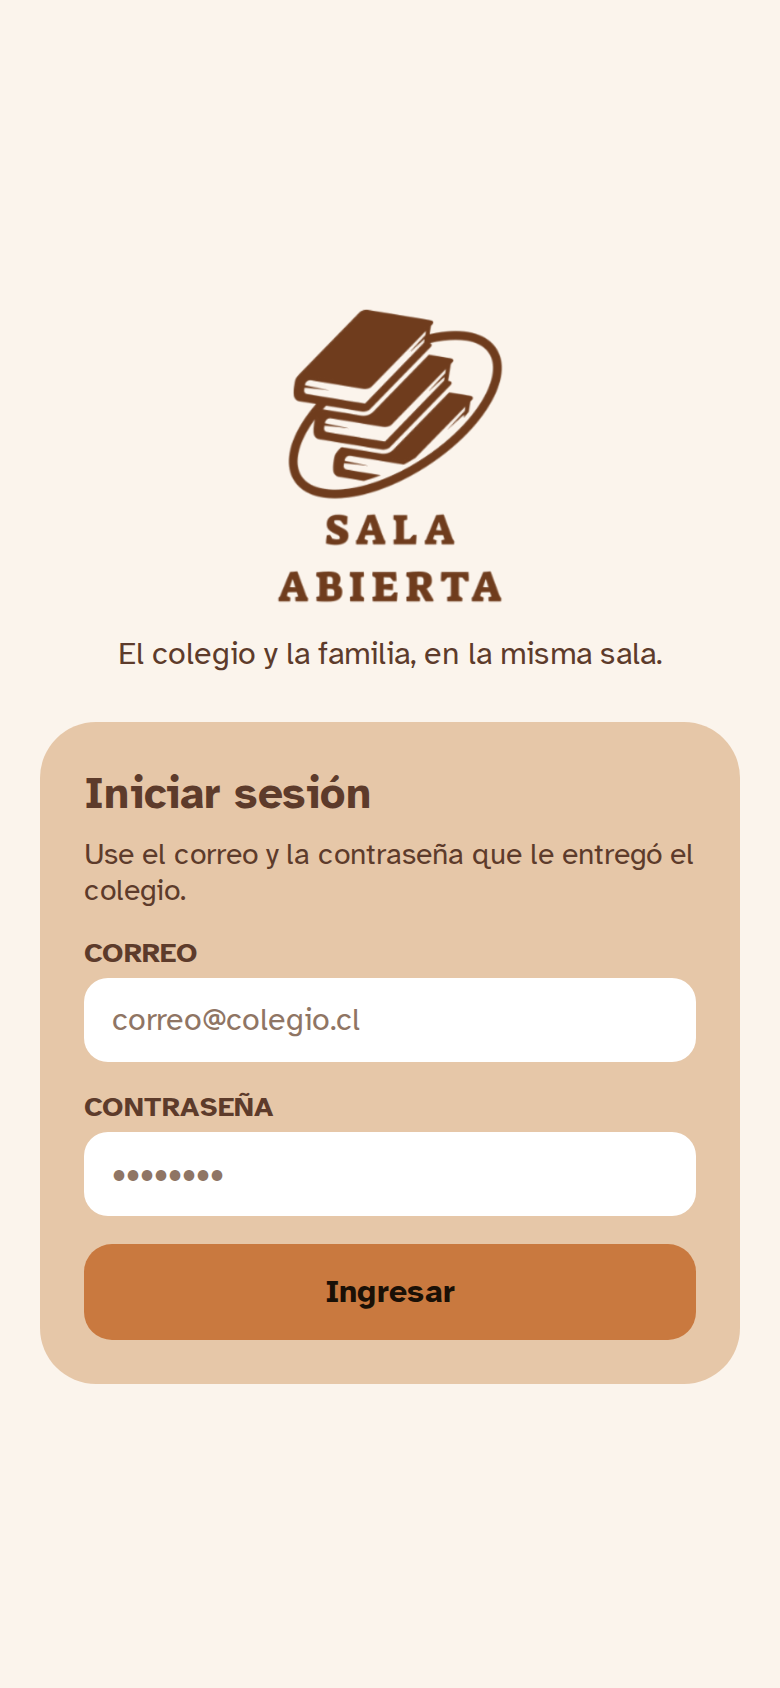 SALA
ABIERTA
El colegio y la familia, en la misma sala.
Iniciar sesión
Use el correo y la contraseña que le entregó el
colegio.
CORREO
correo@colegio.cl
CONTRASEÑA
••••••••
Ingresar